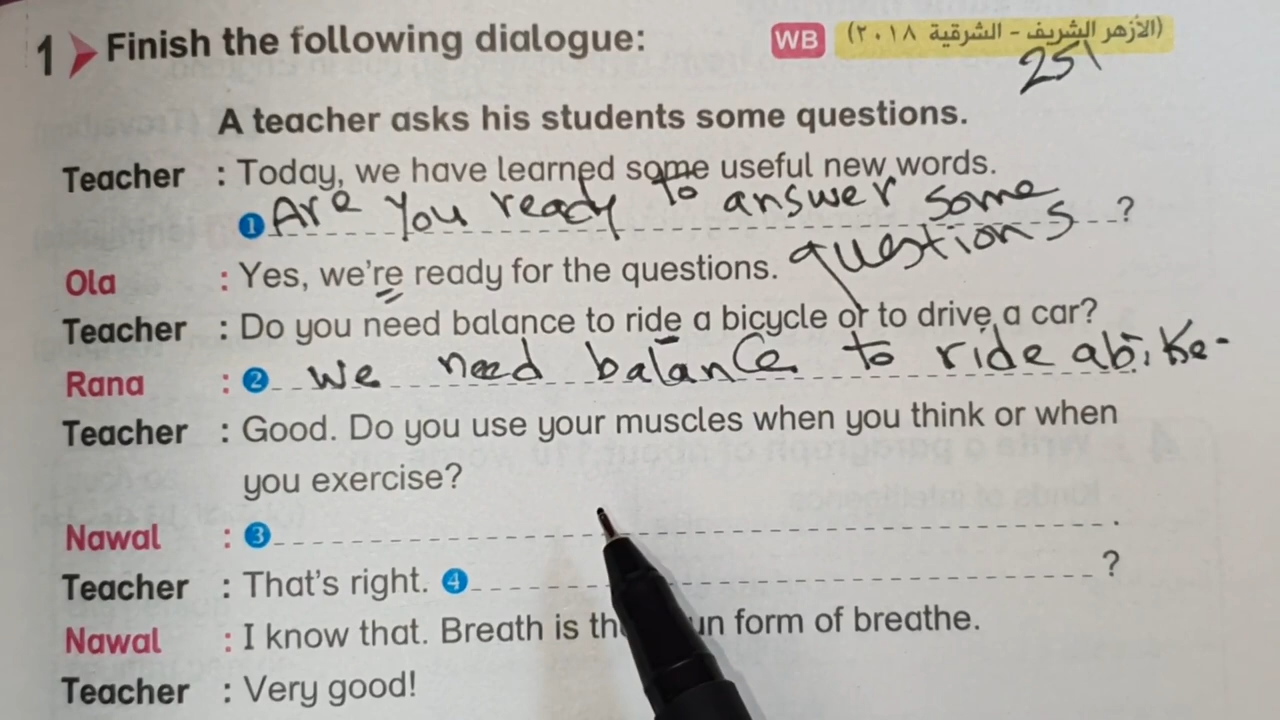 1 Finish the following dialogue: WB (الأزهر الشريف - الشرقية ٢٠١٨)
251
A teacher asks his students some questions.
Teacher : Today, we have learned some useful new words.
1 Are you ready to answer some questions ?
Ola : Yes, we're ready for the questions.
Teacher : Do you need balance to ride a bicycle or to drive a car?
Rana : 2 We need balance to ride a bike.
Teacher : Good. Do you use your muscles when you think or when
you exercise?
Nawal : 3 .
Teacher : That's right. 4 ?
Nawal : I know that. Breath is form of breathe.
Teacher : Very good!